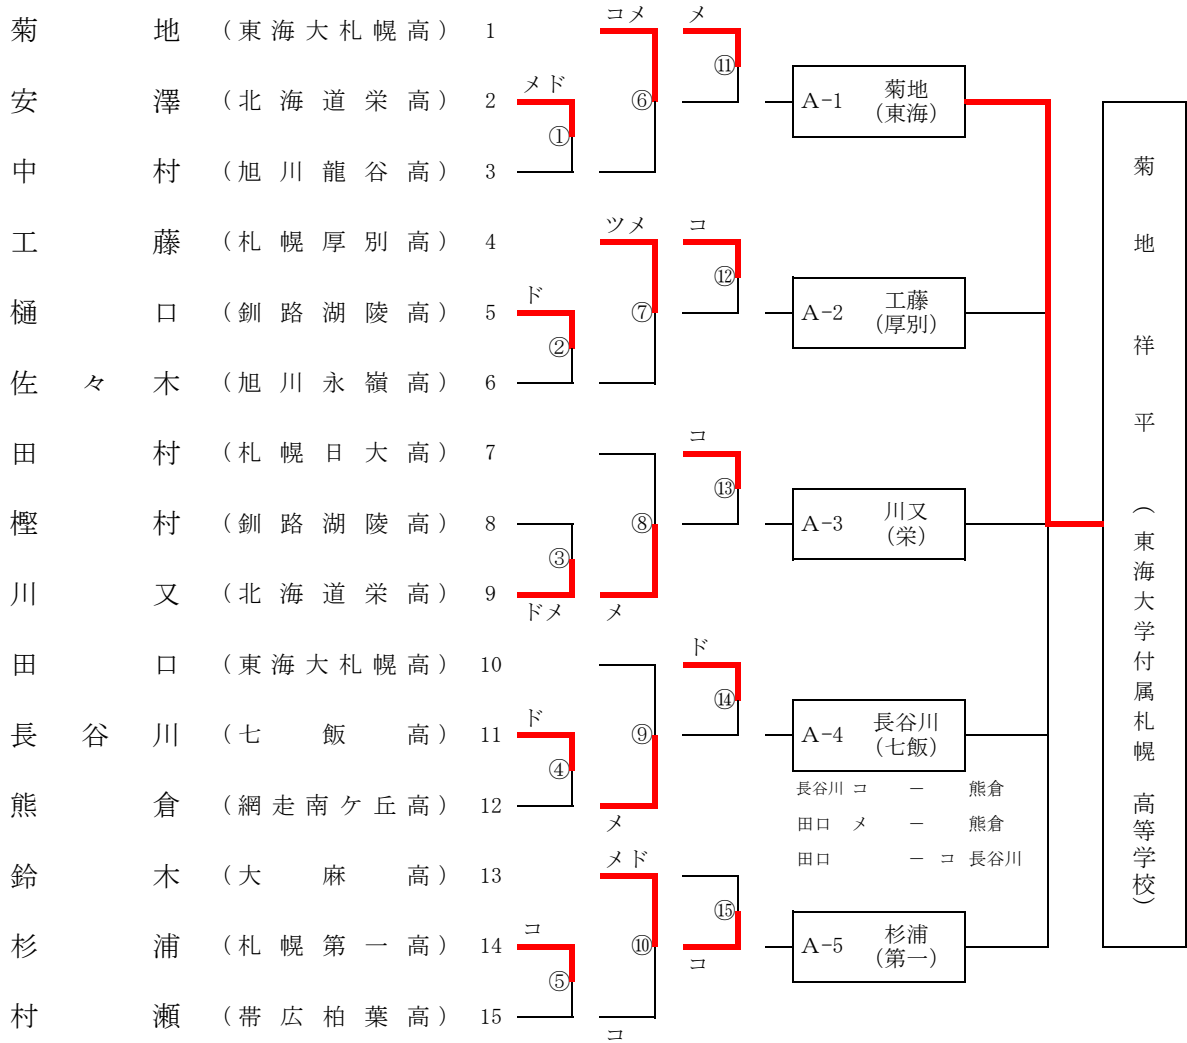 コメ メ
菊地 (東海大札幌高) 1
⑪
メド
安澤 (北海道栄高) 2 ⑥ A-1 菊地 (東海)
①
中村 (旭川龍谷高) 3
ツメ コ
工藤 (札幌厚別高) 4
⑫
ド
樋口 (釧路湖陵高) 5 ⑦ A-2 工藤 (厚別)
②
佐々木 (旭川永嶺高) 6
コ
田村 (札幌日大高) 7
⑬
樫村 (釧路湖陵高) 8 ⑧ A-3 川又 (栄)
③
川又 (北海道栄高) 9
ドメ メ
ド
田口 (東海大札幌高) 10
⑭
ド
長谷川 (七飯高) 11 ⑨ A-4 長谷川 (七飯)
④
長谷川 コ － 熊倉
熊倉 (網走南ケ丘高) 12
メ
田口 メ － 熊倉
田口 － コ 長谷川
メド
鈴木 (大麻高) 13
⑮
コ
杉浦 (札幌第一高) 14 ⑩ A-5 杉浦 (第一)
コ
⑤
村瀬 (帯広柏葉高) 15
コ
菊地祥平 (東海大学付属札幌高等学校)